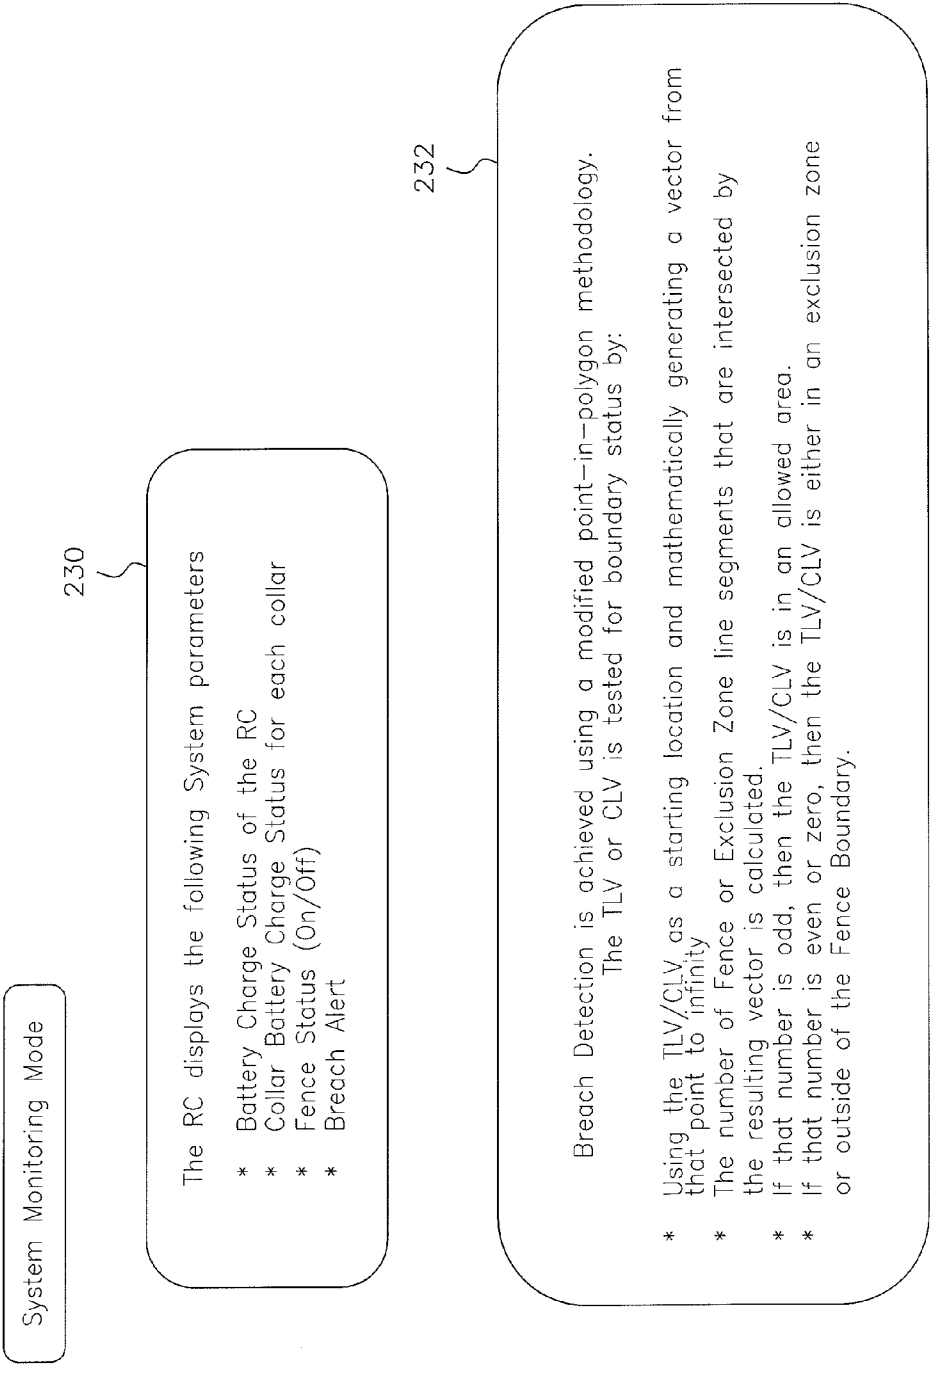 System Monitoring Mode
230
The RC displays the following System parameters
* Battery Charge Status of the RC
* Collar Battery Charge Status for each collar
* Fence Status (On/Off)
* Breach Alert
232
Breach Detection is achieved using a modified point-in-polygon methodology.
The TLV or CLV is tested for boundary status by:
* Using the TLV/CLV as a starting location and mathematically generating a vector from
that point to infinity
* The number of Fence or Exclusion Zone line segments that are intersected by
the resulting vector is calculated.
* If that number is odd, then the TLV/CLV is in an allowed area.
* If that number is even or zero, then the TLV/CLV is either in an exclusion zone
or outside of the Fence Boundary.